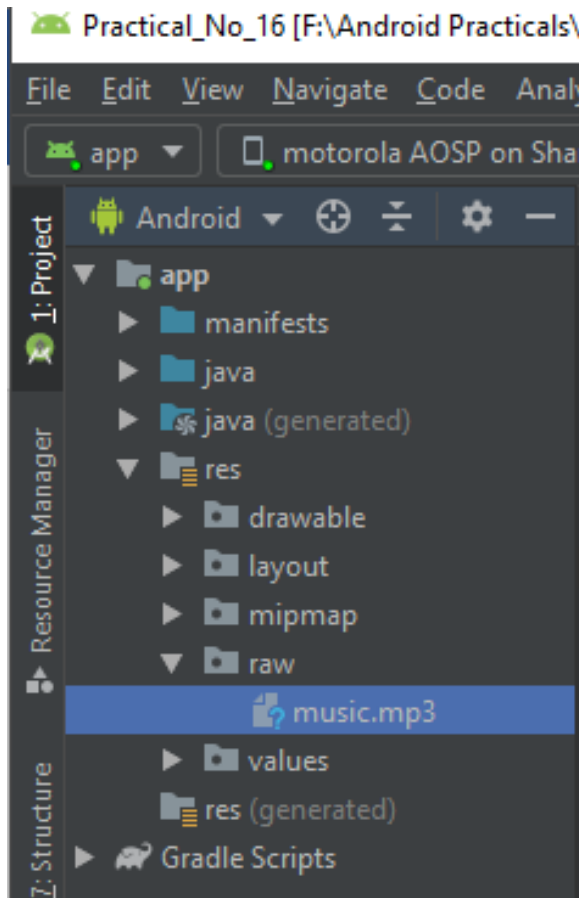 Practical_No_16 [F:\Android Practicals\
File Edit View Navigate Code Analy
app motorola AOSP on Sha
1: Project
Resource Manager
7: Structure
Android
app
manifests
java
java (generated)
res
drawable
layout
mipmap
raw
music.mp3
values
res (generated)
Gradle Scripts